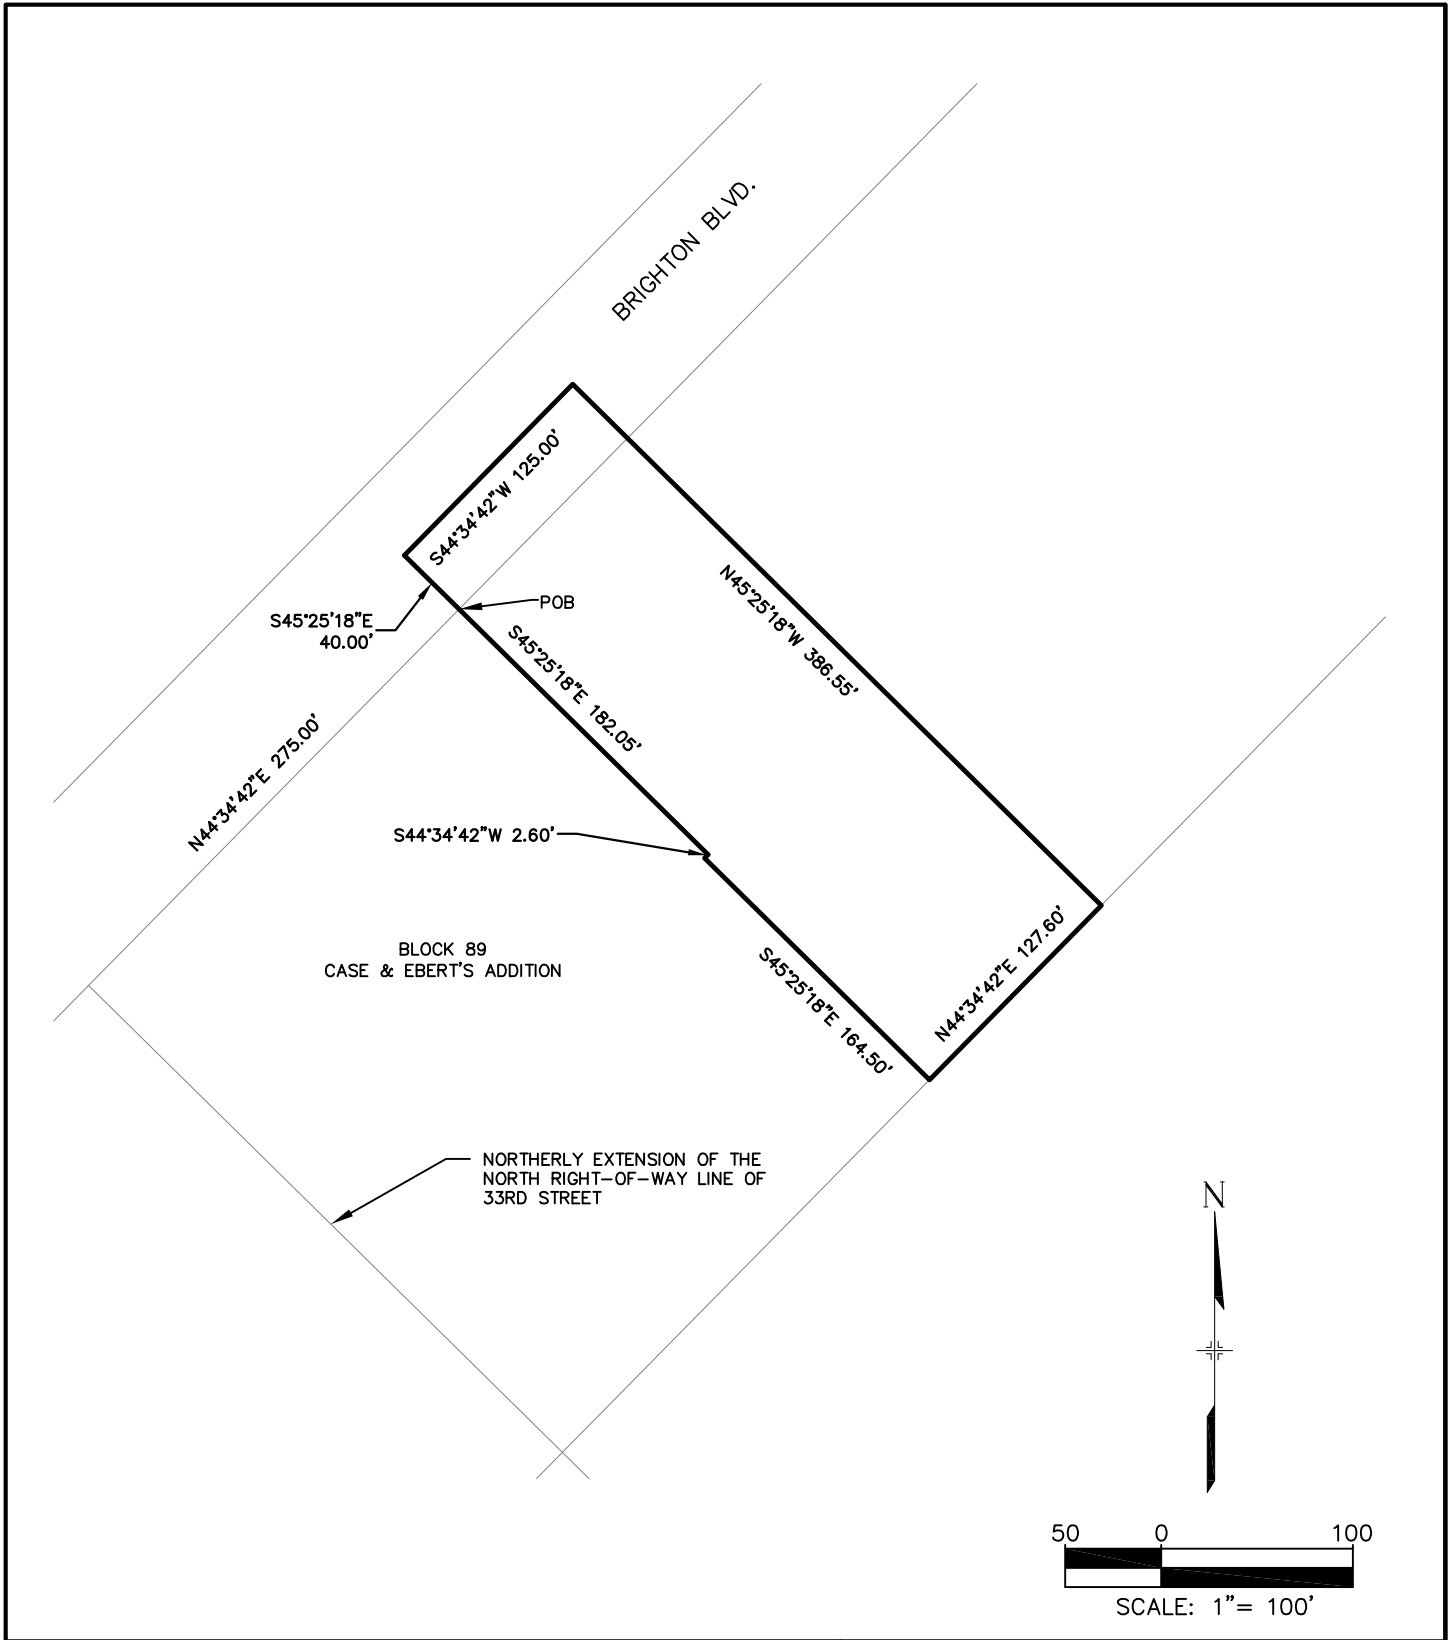 BRIGHTON BLVD.
S44°34'42"W 125.00'
N45°25'18"W 386.55'
POB
S45°25'18"E
40.00'
S45°25'18"E 182.05'
N44°34'42"E 275.00'
S44°34'42"W 2.60'
N44°34'42"E 127.60'
BLOCK 89
CASE & EBERT'S ADDITION
S45°25'18"E 164.50'
NORTHERLY EXTENSION OF THE
NORTH RIGHT-OF-WAY LINE OF
33RD STREET
N
50 0 100
SCALE: 1"= 100'